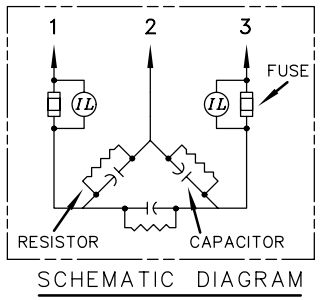 1 2 3
FUSE
IL IL
RESISTOR CAPACITOR
SCHEMATIC DIAGRAM